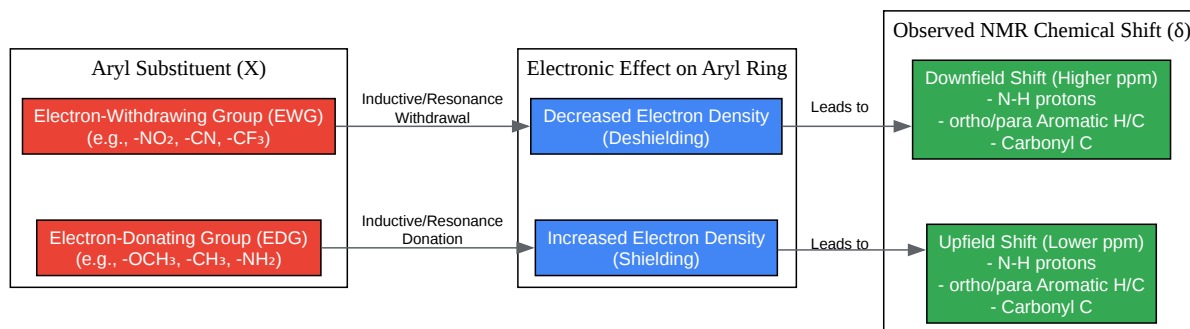 Observed NMR Chemical Shift (δ)
Aryl Substituent (X)
Electronic Effect on Aryl Ring
Electron-Withdrawing Group (EWG)
(e.g., -NO₂, -CN, -CF₃)
Inductive/Resonance
Withdrawal
Decreased Electron Density
(Deshielding)
Leads to
Downfield Shift (Higher ppm)
- N-H protons
- ortho/para Aromatic H/C
- Carbonyl C
Electron-Donating Group (EDG)
(e.g., -OCH₃, -CH₃, -NH₂)
Inductive/Resonance
Donation
Increased Electron Density
(Shielding)
Leads to
Upfield Shift (Lower ppm)
- N-H protons
- ortho/para Aromatic H/C
- Carbonyl C